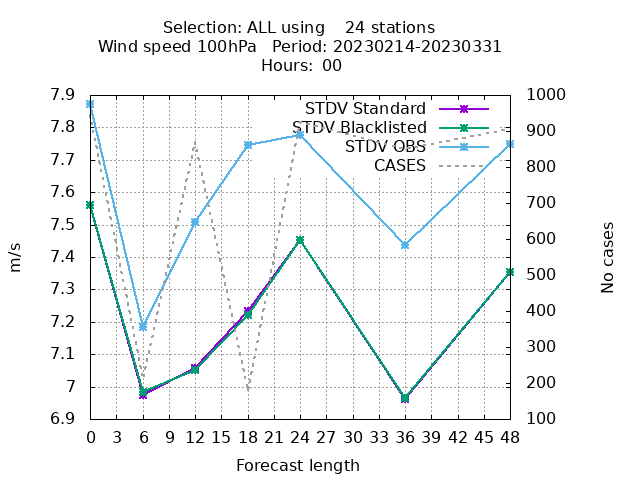 Selection: ALL using    24 stations
Wind speed 100hPa   Period: 20230214-20230331
Hours: 00
7.9
7.8
7.7
7.6
7.5
7.4
7.3
7.2
7.1
7
6.9
m/s
STDV Standard
STDV Blacklisted
STDV OBS
CASES
1000
900
800
700
600
500
400
300
200
100
No cases
0 3 6 9 12 15 18 21 24 27 30 33 36 39 42 45 48
Forecast length